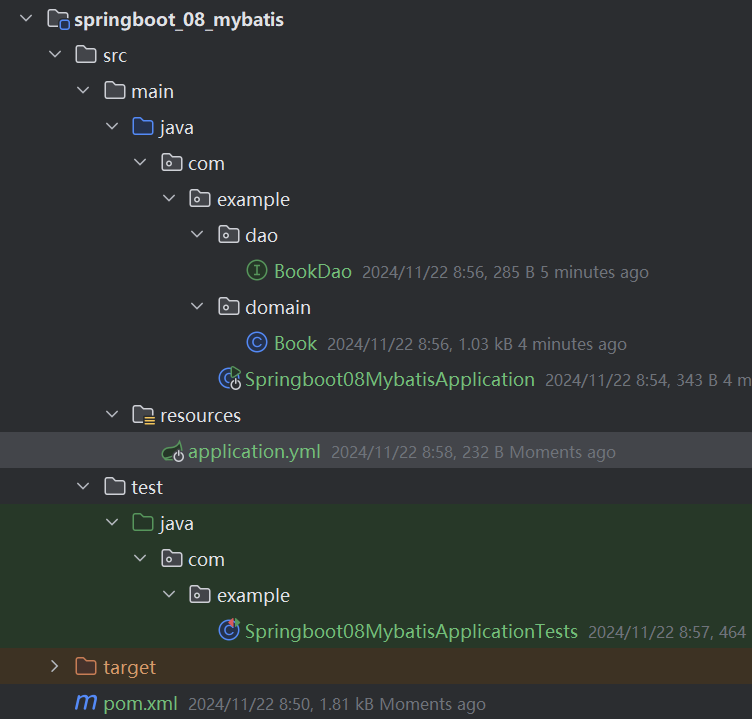 springboot_08_mybatis
src
main
java
com
example
dao
BookDao 2024/11/22 8:56, 285 B 5 minutes ago
domain
Book 2024/11/22 8:56, 1.03 kB 4 minutes ago
Springboot08MybatisApplication 2024/11/22 8:54, 343 B 4 m
resources
application.yml 2024/11/22 8:58, 232 B Moments ago
test
java
com
example
Springboot08MybatisApplicationTests 2024/11/22 8:57, 464
target
pom.xml 2024/11/22 8:50, 1.81 kB Moments ago